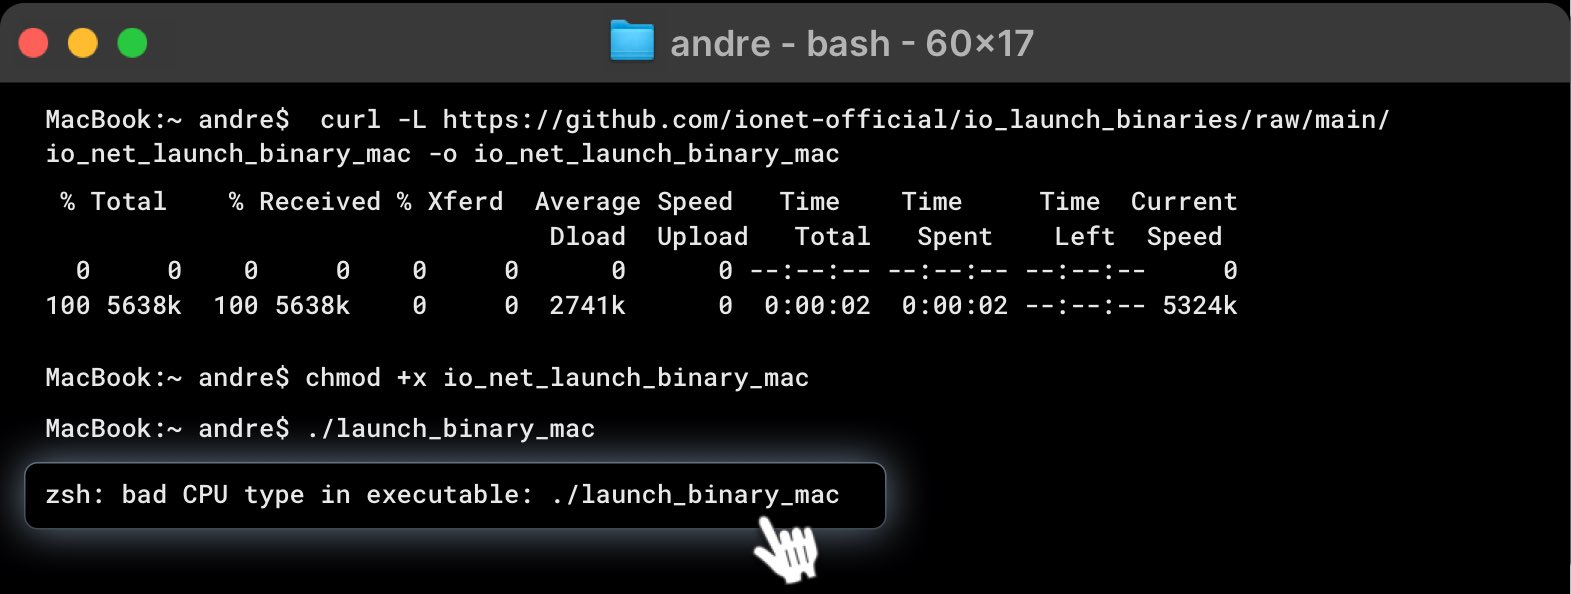 andre - bash - 60×17
MacBook:~ andre$  curl -L https://github.com/ionet-official/io_launch_binaries/raw/main/
io_net_launch_binary_mac -o io_net_launch_binary_mac
% Total    % Received % Xferd  Average Speed   Time    Time     Time  Current
Dload  Upload   Total   Spent    Left  Speed
0     0    0     0    0     0      0      0 --:--:-- --:--:-- --:--:--     0
100 5638k  100 5638k    0     0  2741k      0  0:00:02  0:00:02 --:--:-- 5324k
MacBook:~ andre$ chmod +x io_net_launch_binary_mac
MacBook:~ andre$ ./launch_binary_mac
zsh: bad CPU type in executable: ./launch_binary_mac